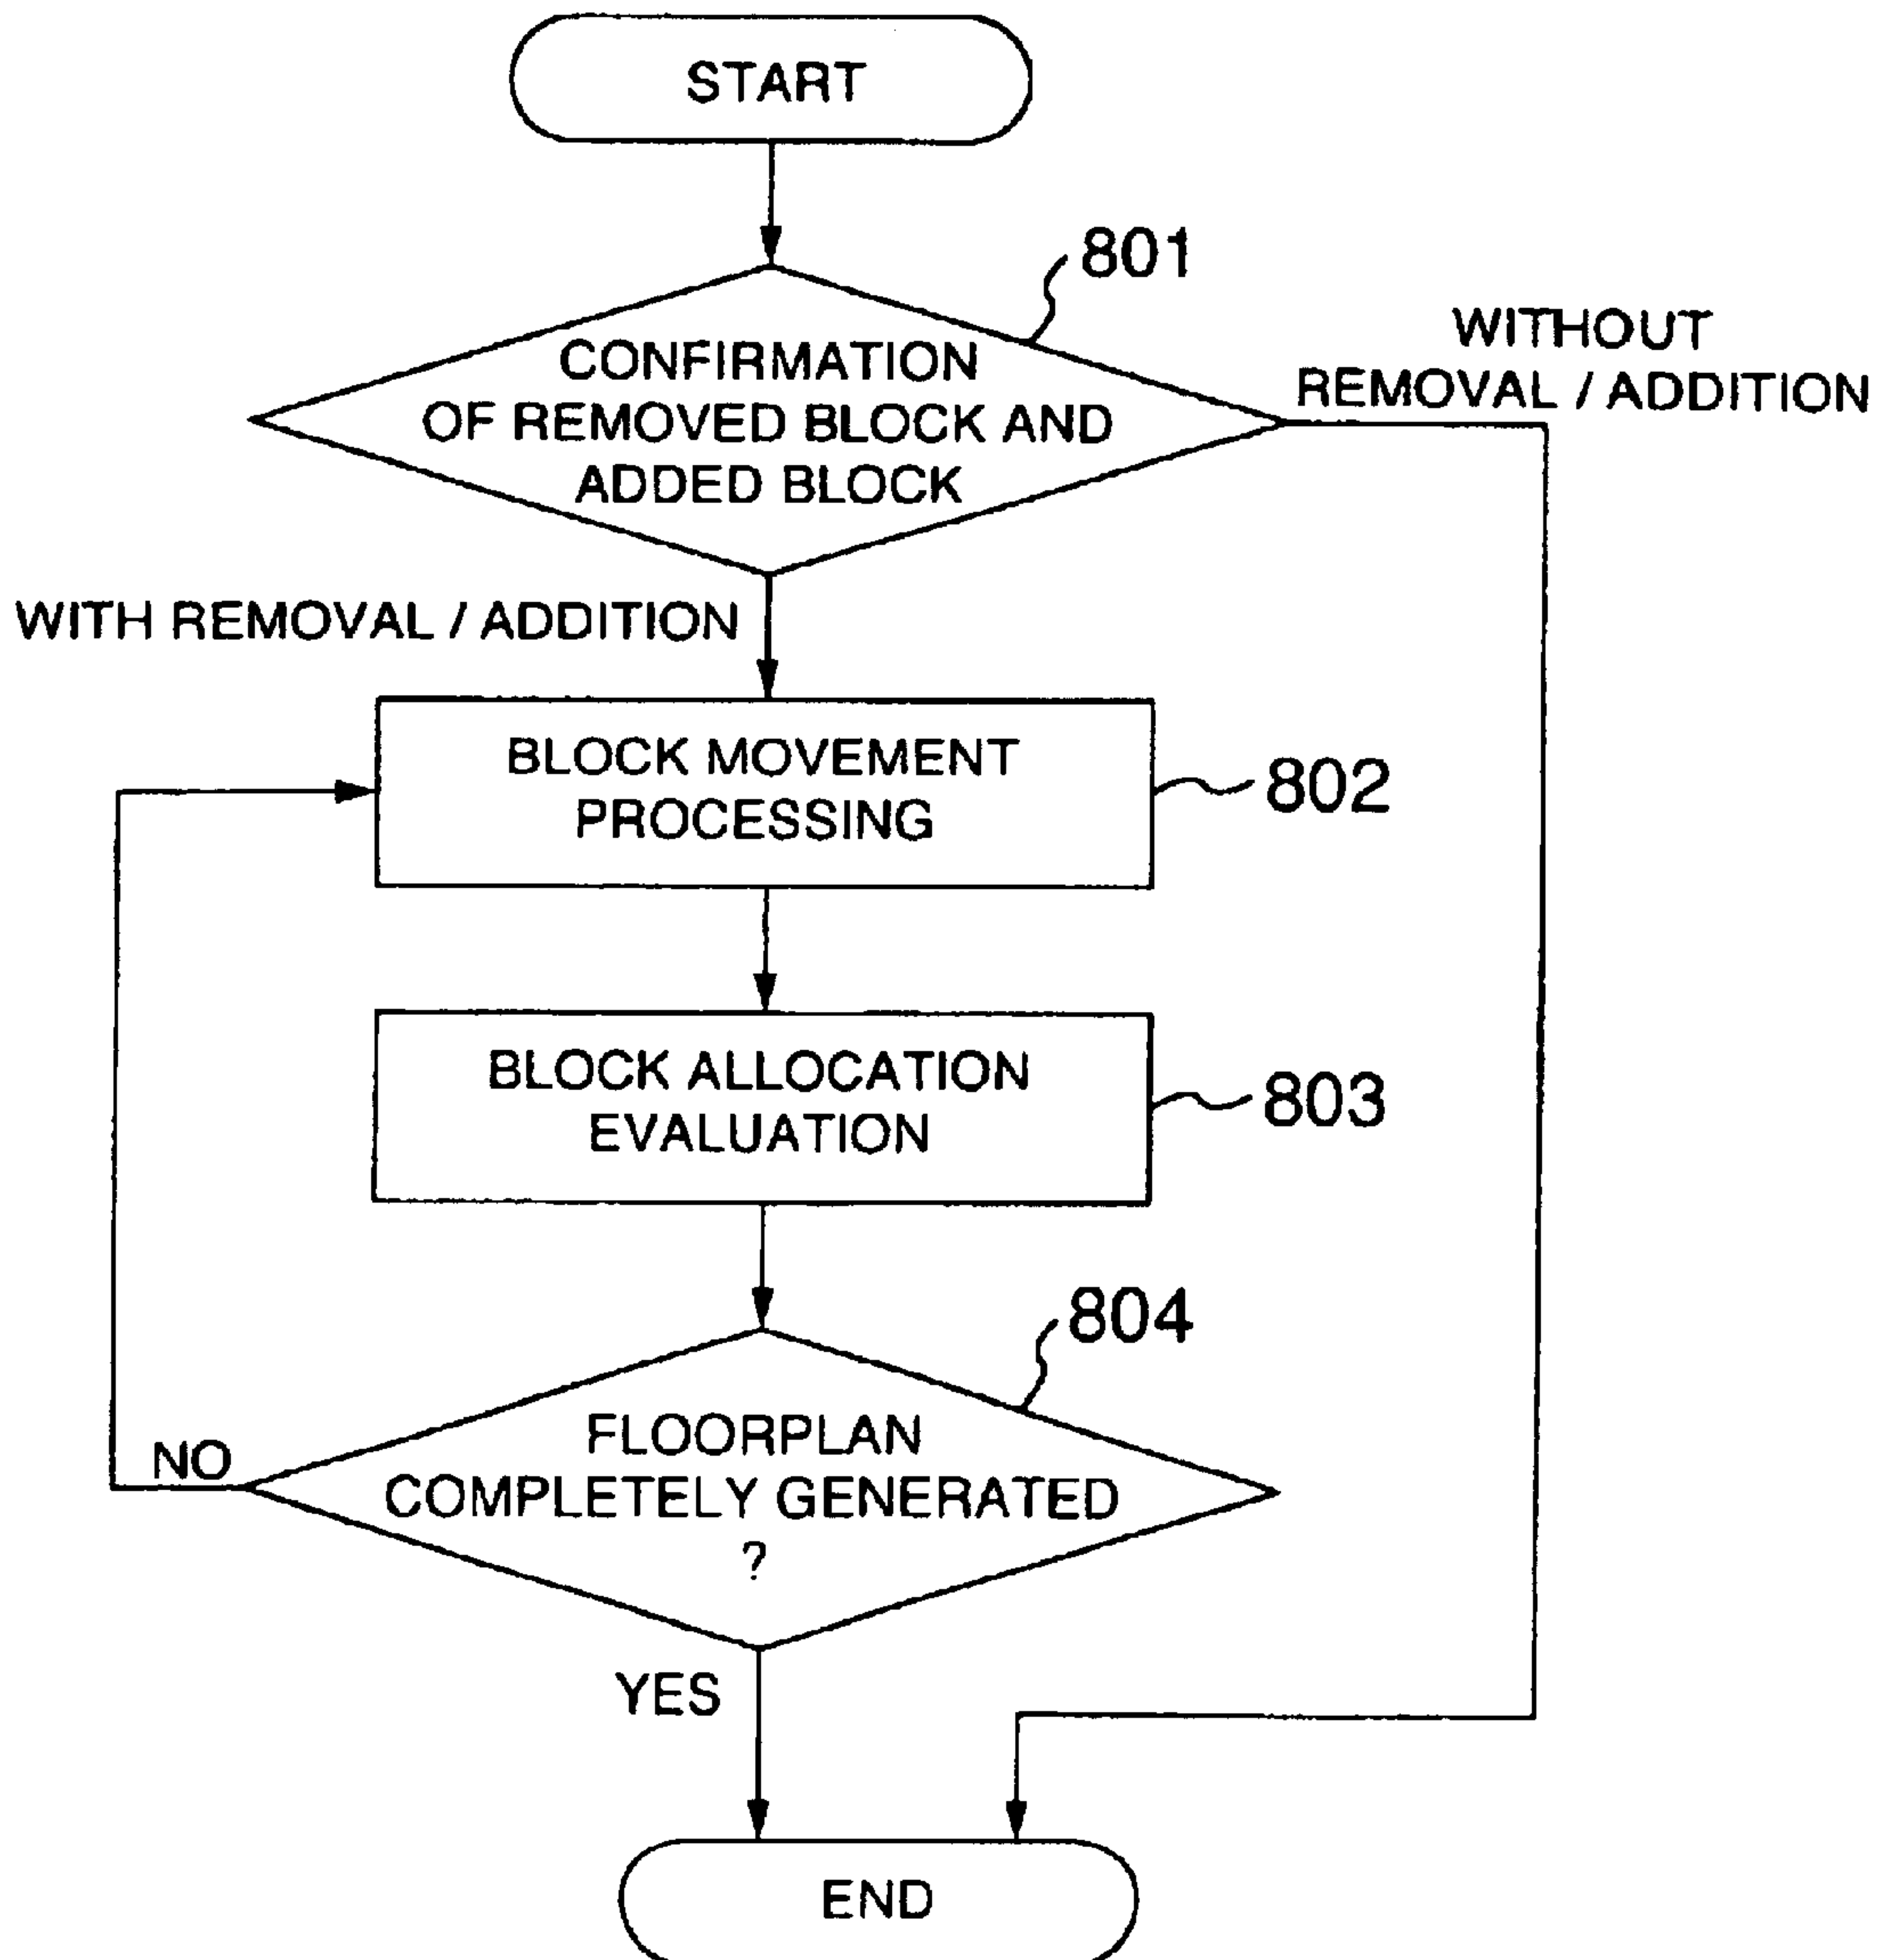 START
801
WITHOUT
REMOVAL / ADDITION
CONFIRMATION
OF REMOVED BLOCK AND
ADDED BLOCK
WITH REMOVAL / ADDITION
BLOCK MOVEMENT
PROCESSING
802
BLOCK ALLOCATION
EVALUATION
803
804
FLOORPLAN
COMPLETELY GENERATED
?
NO
YES
END